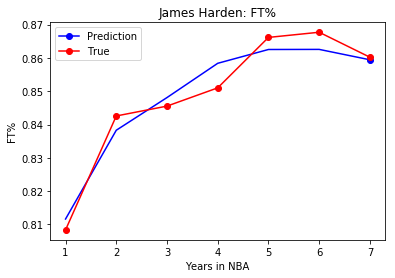 James Harden: FT%
0.87
0.86
0.85
0.84
0.83
0.82
0.81
FT%
Prediction
True
1 2 3 4 5 6 7
Years in NBA